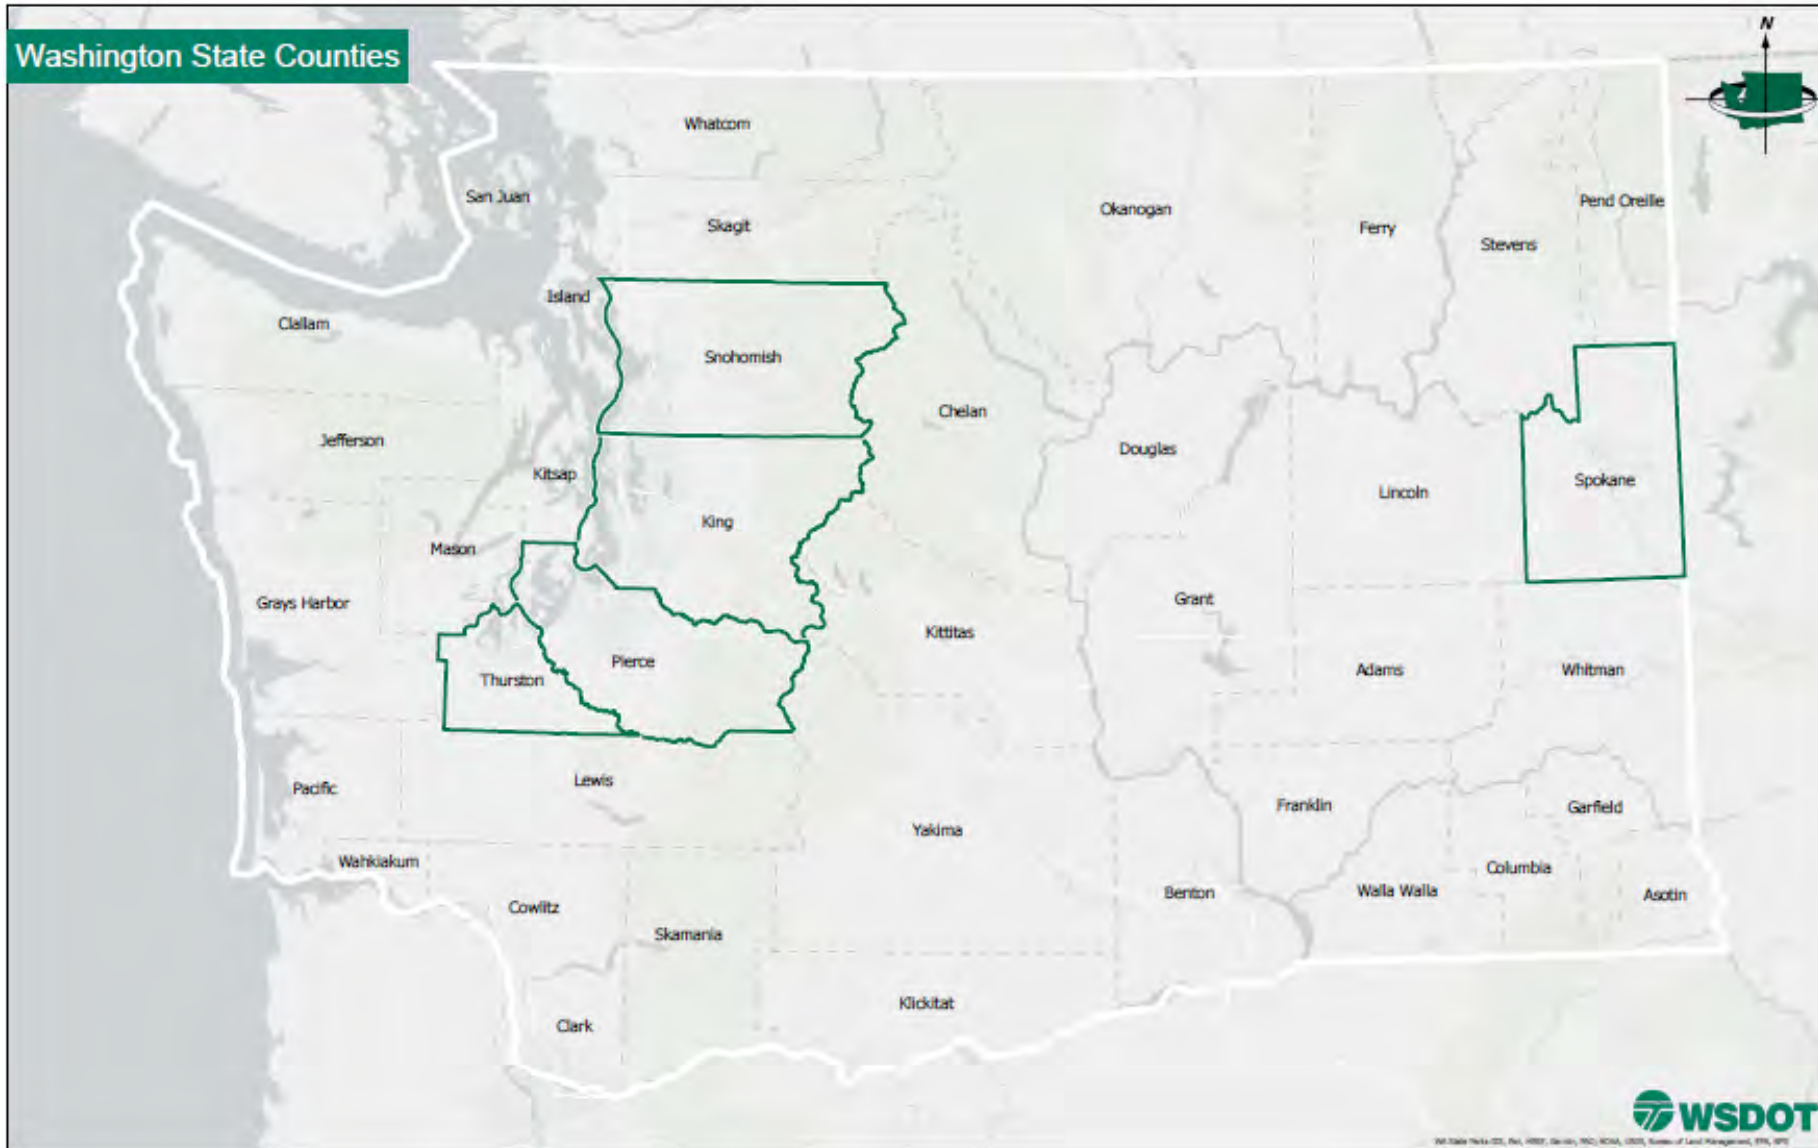 N
Washington State Counties
Whatcom
San Juan
Pend Oreille
Okanogan
Skagit
Ferry
Stevens
Island
Clallam
Snohomish
Chelan
Jefferson
Douglas
Kitsap
Spokane
Lincoln
King
Mason
Grays Harbor
Grant
Kittitas
Pierce
Adams
Whitman
Thurston
Lewis
Pacific
Franklin
Garfield
Yakima
Wahkiakum
Columbia
Walla Walla
Benton
Asotin
Cowlitz
Skamania
Klickitat
Clark
WSDOT